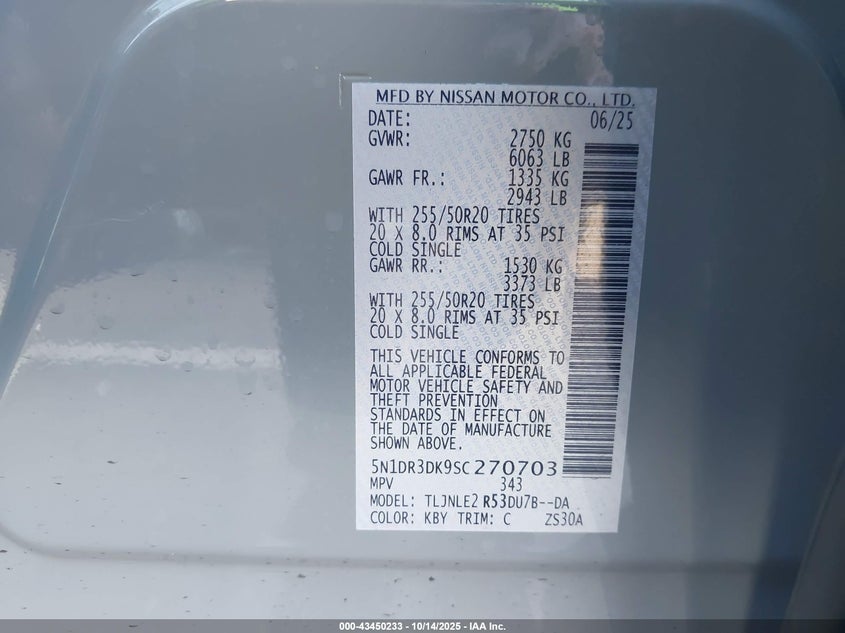 MFD BY NISSAN MOTOR CO., LTD.
DATE: 06/25
GVWR: 2750 KG
6063 LB
GAWR FR.: 1335 KG
2943 LB
WITH 255/50R20 TIRES
20 X 8.0 RIMS AT 35 PSI
COLD SINGLE
GAWR RR.: 1530 KG
3373 LB
WITH 255/50R20 TIRES
20 X 8.0 RIMS AT 35 PSI
COLD SINGLE
THIS VEHICLE CONFORMS TO
ALL APPLICABLE FEDERAL
MOTOR VEHICLE SAFETY AND
THEFT PREVENTION
STANDARDS IN EFFECT ON
THE DATE OF MANUFACTURE
SHOWN ABOVE.
5N1DR3DK9SC270703
MPV 343
MODEL: TLJNLE2 R53DU7B--DA
COLOR: KBY TRIM: C ZS30A
000-43450233 - 10/14/2025 - IAA Inc.